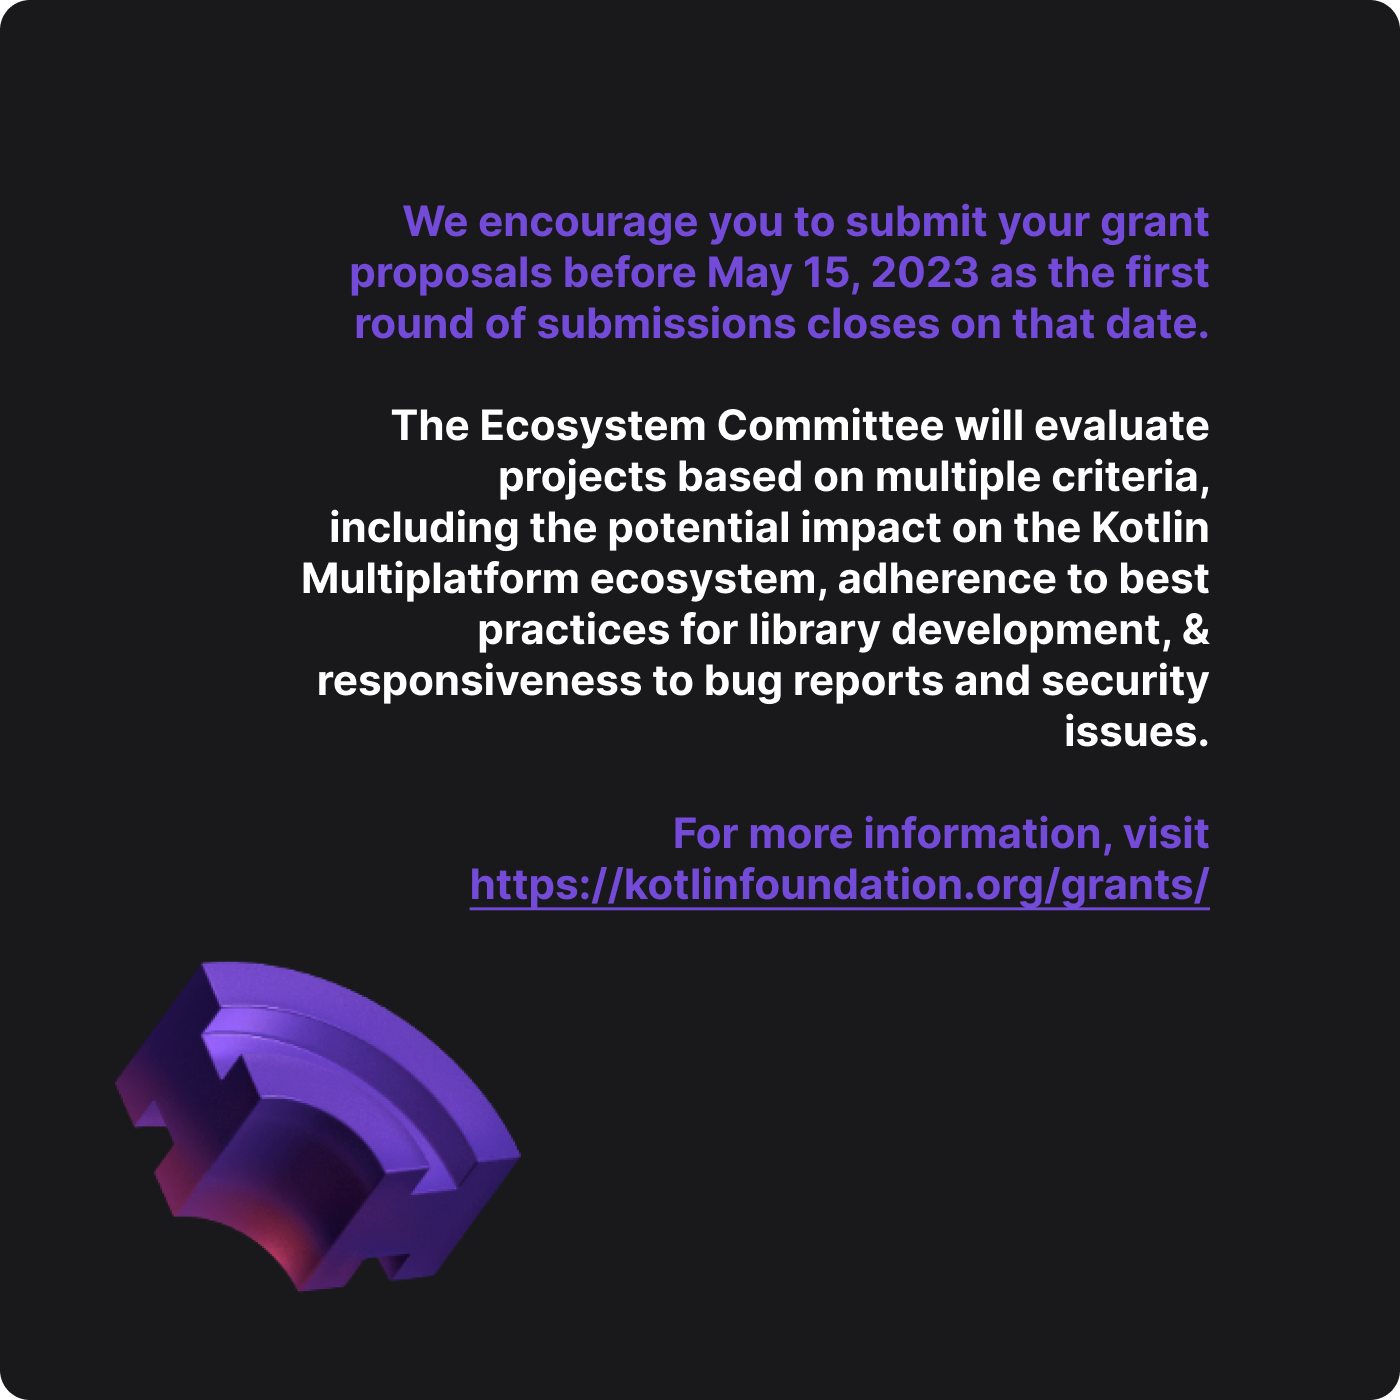 We encourage you to submit your grant
proposals before May 15, 2023 as the first
round of submissions closes on that date.
The Ecosystem Committee will evaluate
projects based on multiple criteria,
including the potential impact on the Kotlin
Multiplatform ecosystem, adherence to best
practices for library development, &
responsiveness to bug reports and security
issues.
For more information, visit
https://kotlinfoundation.org/grants/